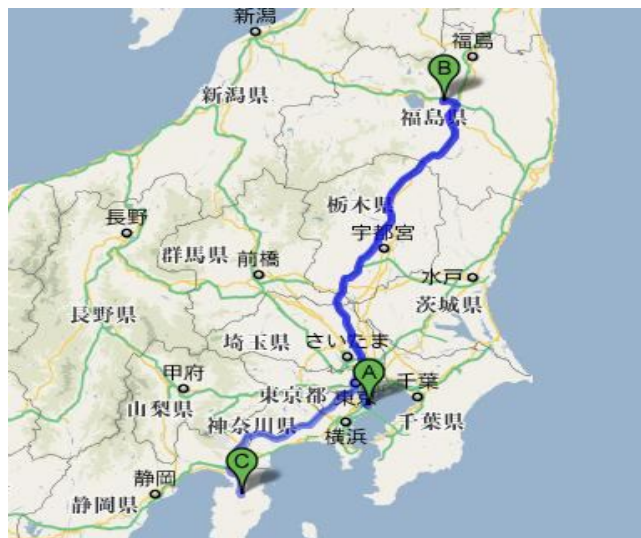 新潟
福島
B
新潟県
福島県
栃木県
長野
宇都宮
群馬県
前橋
水戸
茨城県
長野県
埼玉県
さいたま
甲府
A
東京都
東京
千葉
山梨県
神奈川県
横浜
千葉県
C
静岡
静岡県